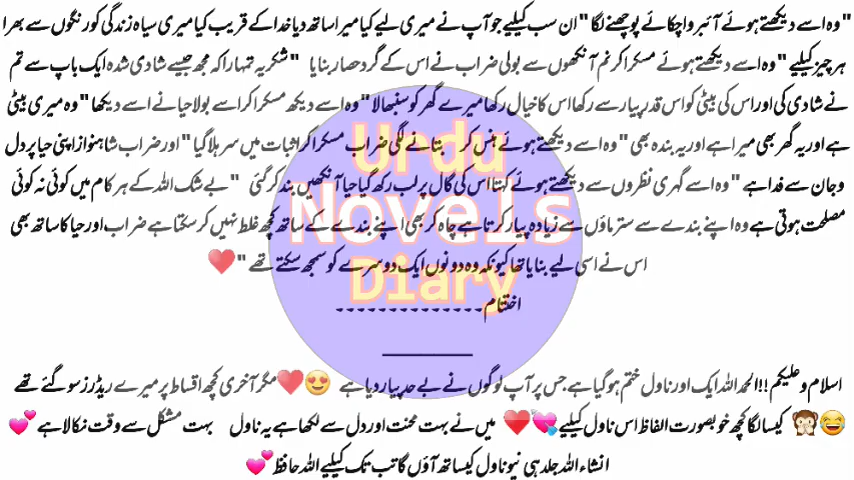 "وہ اسے دیکھتے ہوئے آئبرو اچکائے پوچھنے لگا" ان سب کیلیے جو آپ نے میری لیے کیا میرا ساتھ دیا خدا کے قریب کیا میری سیاہ زندگی کو رنگوں سے بھرا
ہر چیز کیلیے "وہ اسے دیکھتے ہوئے مسکرا کر نم آنکھوں سے بولی ضراب نے اس کے گرد حصار بنایا "شکریہ تمہارا کہ مجھ جیسے شادی شدہ ایک باپ سے تم
نے شادی کی اور اس کی بیٹی کو اس قدر پیار سے رکھا اس کا خیال رکھا میرے گھر کو سنبھالا "وہ اسے دیکھ مسکرا کر اسے بولا حیا نے اسے دیکھا "وہ میری بیٹی
ہے اور یہ گھر بھی میرا ہے اور یہ بندہ بھی "وہ اسے دیکھتے ہوئے ہنس کر بتانے لگی ضراب مسکرا کر اثبات میں سر ہلا گیا "اور ضراب شاہنواز اپنی حیا پر دل
و جان سے فدا ہے "وہ اسے گہری نظروں سے دیکھتے ہوئے کہتا اس کی گال پر لب رکھ گیا حیا آنکھیں بند کر گئی "بے شک اللہ کے ہر کام میں کوئی نہ کوئی
مصلحت ہوتی ہے وہ اپنے بندے سے ستر ماؤں سے زیادہ پیار کرتا ہے چاہ کر بھی اپنے بندے کے ساتھ کچھ غلط نہیں کر سکتا ہے ضراب اور حیا کا ساتھ بھی
اس نے اسی لیے بنایا تھا کیونکہ وہ دونوں ایک دوسرے کو سمجھ سکتے تھے "♥️
اختتام۔۔۔۔۔۔۔۔۔۔۔۔۔۔
Urdu
Novels
Diary
اسلام و علیکم!! الحمداللہ ایک اور ناول ختم ہو گیا ہے جس پر آپ لوگوں نے بے حد پیار دیا ہے 😍♥️ مگر آخری کچھ اقساط پر میرے ریڈرز سو گئے تھے
😂🙊 کیسا لگا کچھ خوبصورت الفاظ اس ناول کیلیے 💘♥️ میں نے بہت محنت اور دل سے لکھا ہے یہ ناول بہت مشکل سے وقت نکالا ہے 💕
انشاء اللہ جلد ہی نیو ناول کیساتھ آؤں گا تب تک کیلیے اللہ حافظ 💕